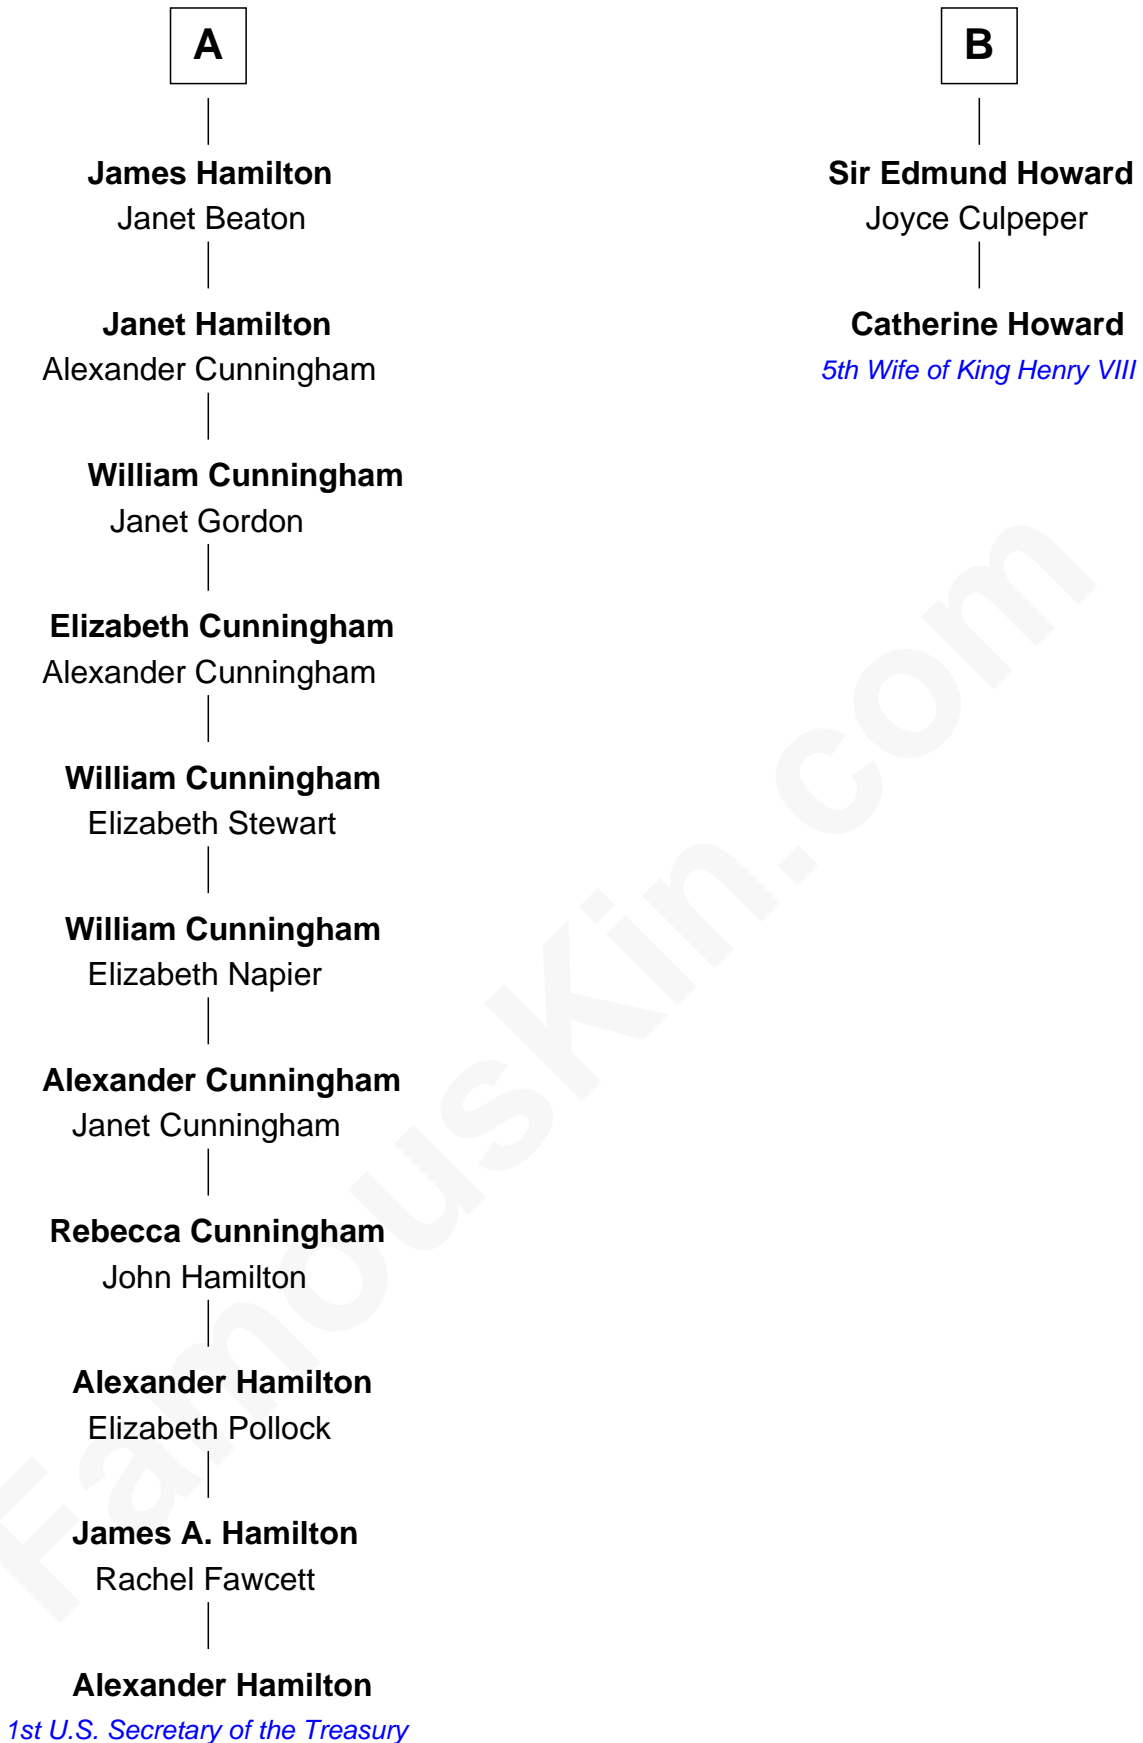 A
James Hamilton
Janet Beaton
Janet Hamilton
Alexander Cunningham
William Cunningham
Janet Gordon
Elizabeth Cunningham
Alexander Cunningham
William Cunningham
Elizabeth Stewart
William Cunningham
Elizabeth Napier
Alexander Cunningham
Janet Cunningham
Rebecca Cunningham
John Hamilton
Alexander Hamilton
Elizabeth Pollock
James A. Hamilton
Rachel Fawcett
Alexander Hamilton
1st U.S. Secretary of the Treasury
B
Sir Edmund Howard
Joyce Culpeper
Catherine Howard
5th Wife of King Henry VIII
FamousKin.com